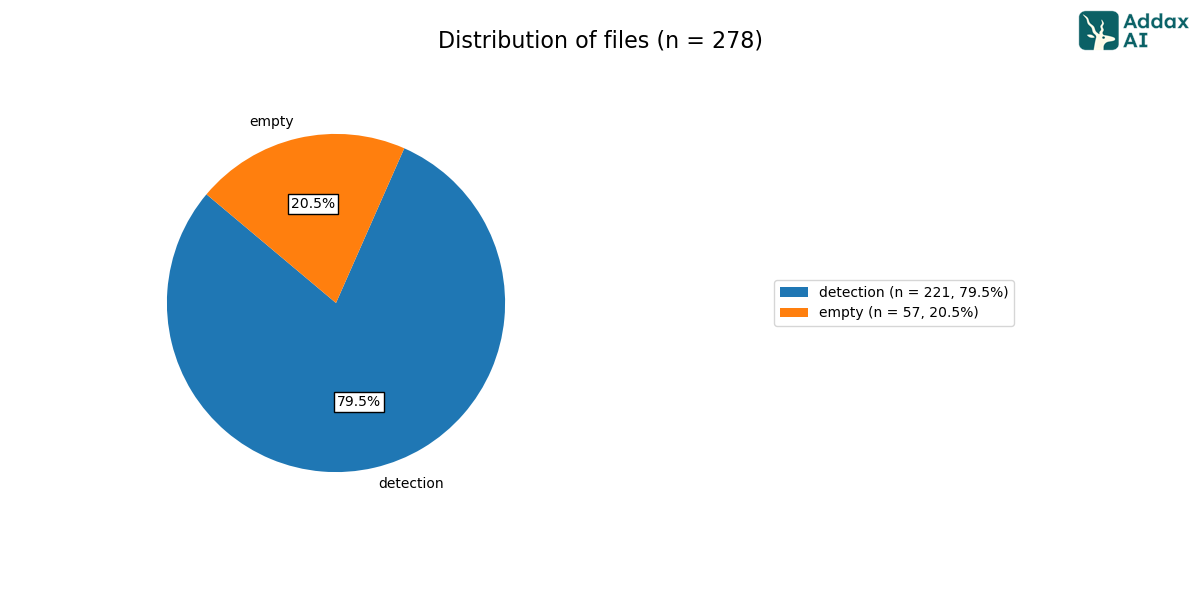 Distribution of files (n = 278)
Addax
AI
empty
20.5%
79.5%
detection
detection (n = 221, 79.5%)
empty (n = 57, 20.5%)